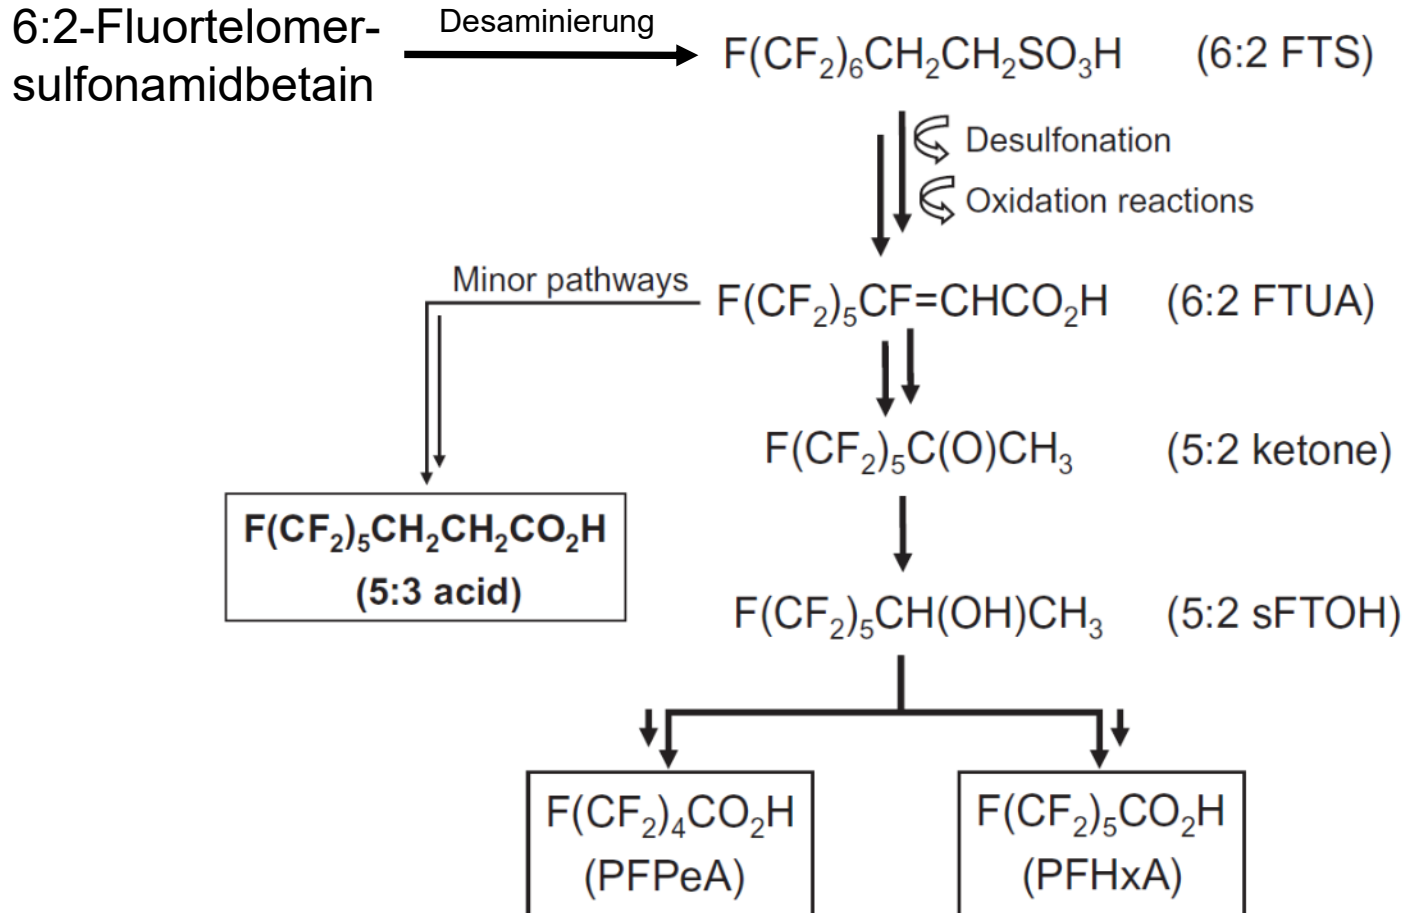 6:2-Fluortelomer-
sulfonamidbetain
Desaminierung
F(CF₂)₆CH₂CH₂SO₃H (6:2 FTS)
Desulfonation
Oxidation reactions
Minor pathways
F(CF₂)₅CF=CHCO₂H (6:2 FTUA)
F(CF₂)₅C(O)CH₃ (5:2 ketone)
F(CF₂)₅CH₂CH₂CO₂H
(5:3 acid)
F(CF₂)₅CH(OH)CH₃ (5:2 sFTOH)
F(CF₂)₄CO₂H
(PFPeA)
F(CF₂)₅CO₂H
(PFHxA)